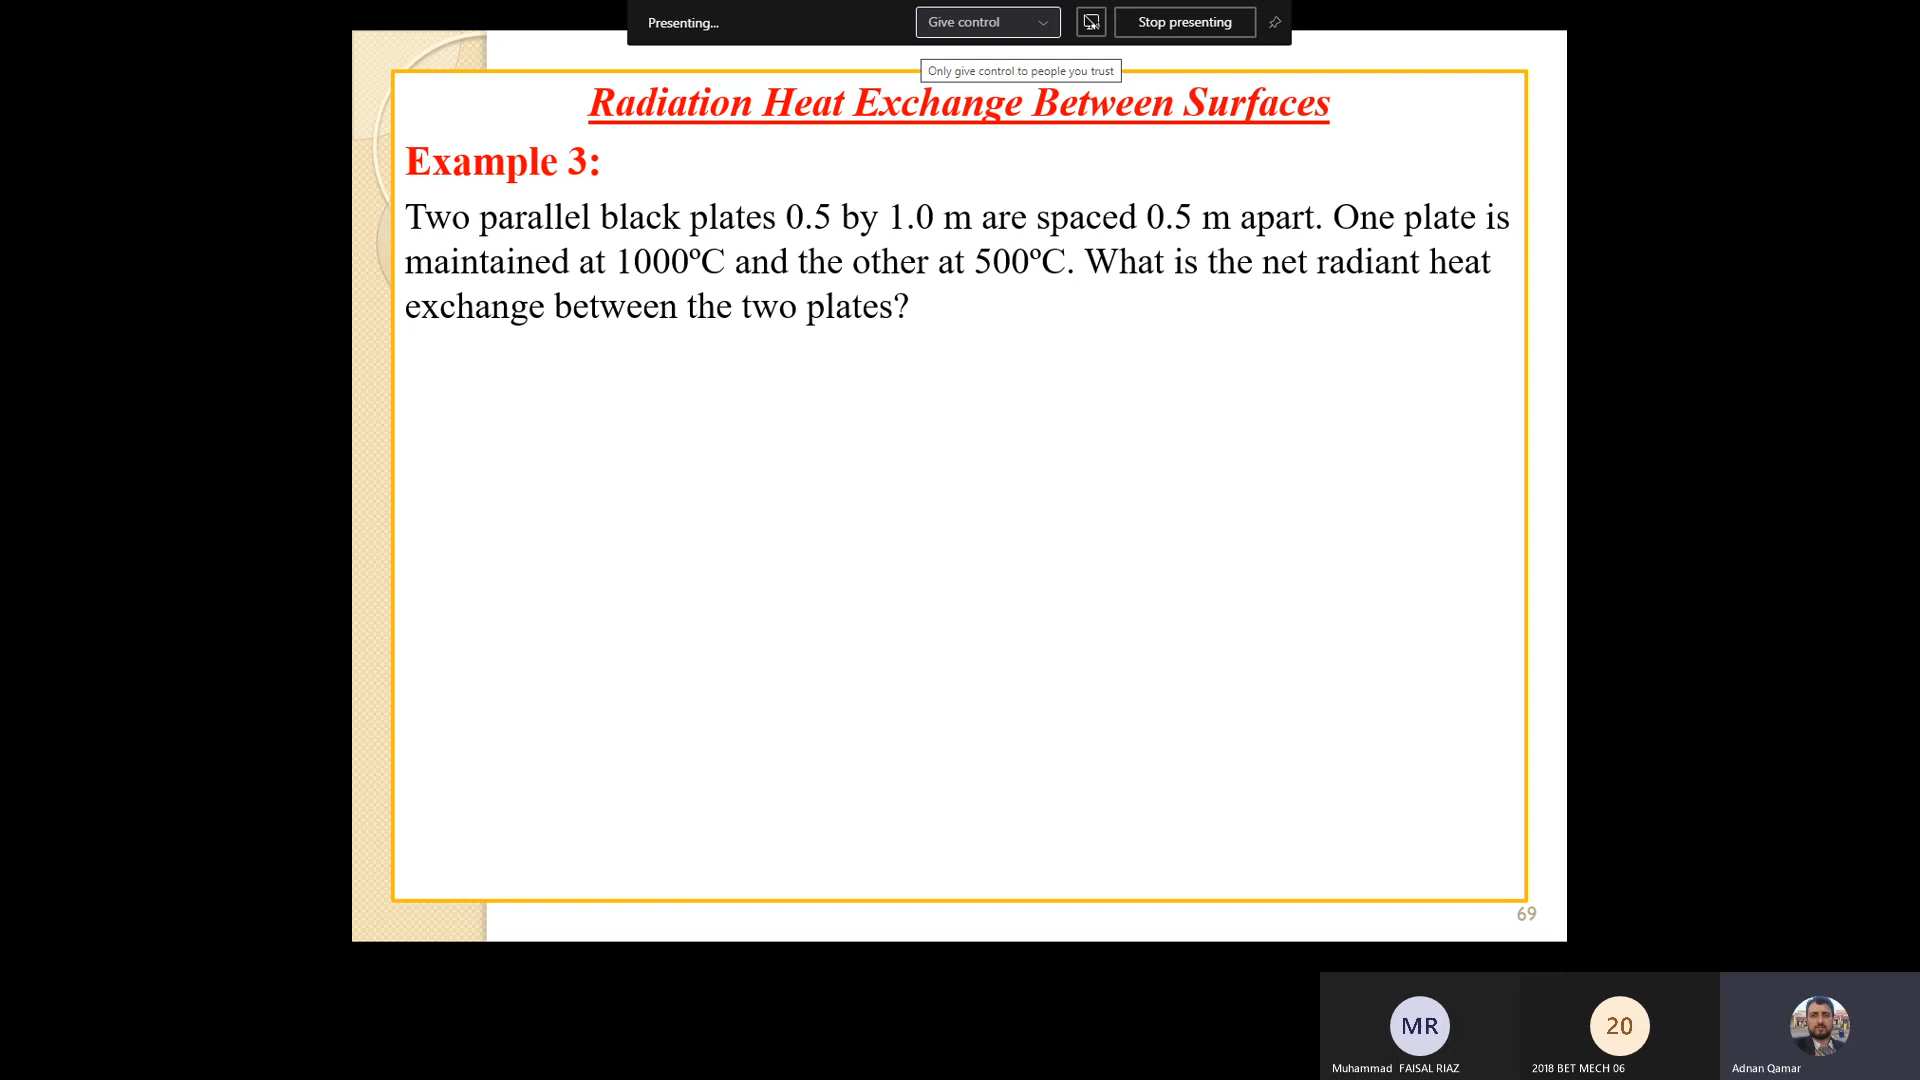 Presenting...
Give control
Stop presenting
Only give control to people you trust
Radiation Heat Exchange Between Surfaces
Example 3:
Two parallel black plates 0.5 by 1.0 m are spaced 0.5 m apart. One plate is
maintained at 1000ºC and the other at 500ºC. What is the net radiant heat
exchange between the two plates?
69
MR
Muhammad FAISAL RIAZ
20
2018 BET MECH 06
Adnan Qamar